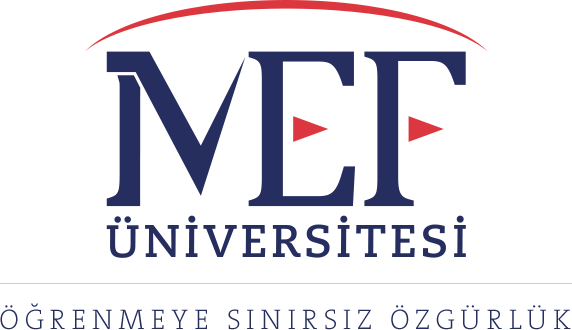 MEF
ÜNİVERSİTESİ
ÖĞRENMEYE SINIRSIZ ÖZGÜRLÜK